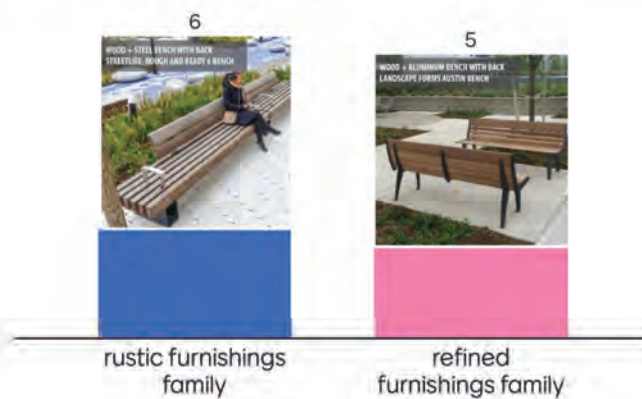 6
WOOD + STEEL BENCH WITH BACK
STREETLIFE, ROUGH AND READY 6 BENCH
5
WOOD + ALUMINUM BENCH WITH BACK
LANDSCAPE FORMS AUSTIN BENCH
rustic furnishings
family
refined
furnishings family